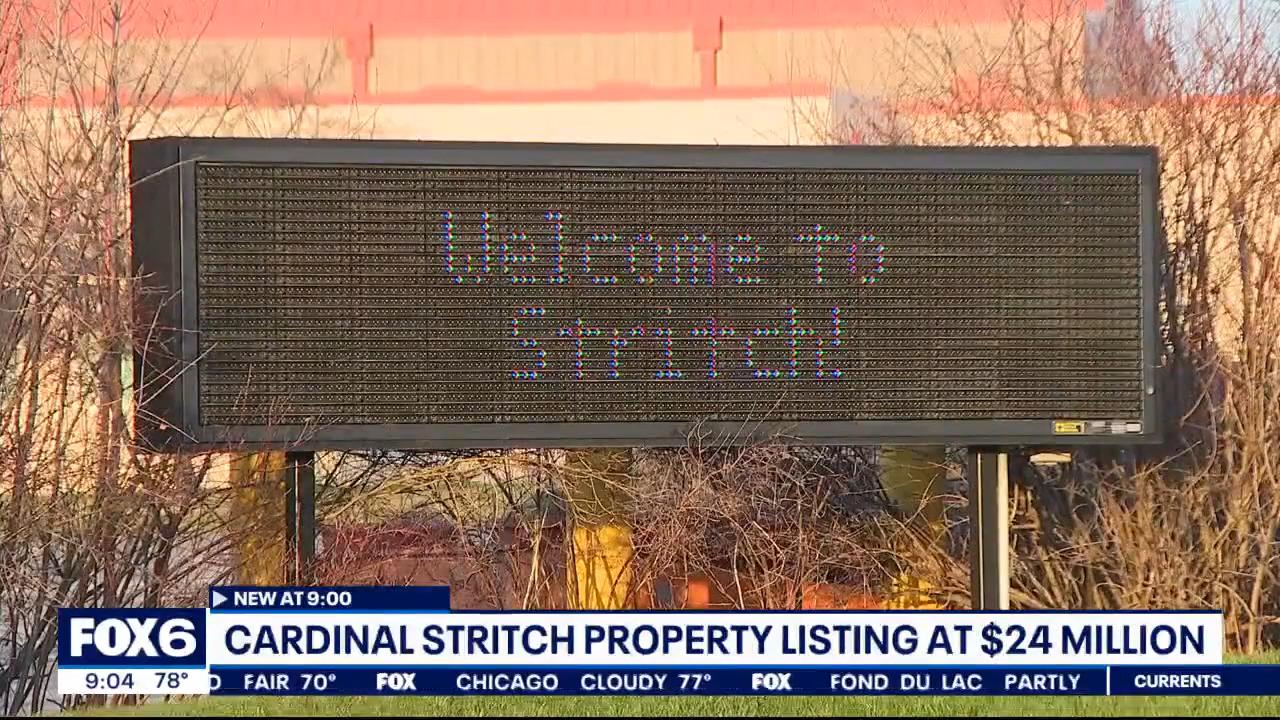 Welcome To
Stritch!
NEW AT 9:00
FOX6
CARDINAL STRITCH PROPERTY LISTING AT $24 MILLION
9:04 78° FAIR 70° FOX CHICAGO CLOUDY 77° FOX FOND DU LAC PARTLY CURRENTS